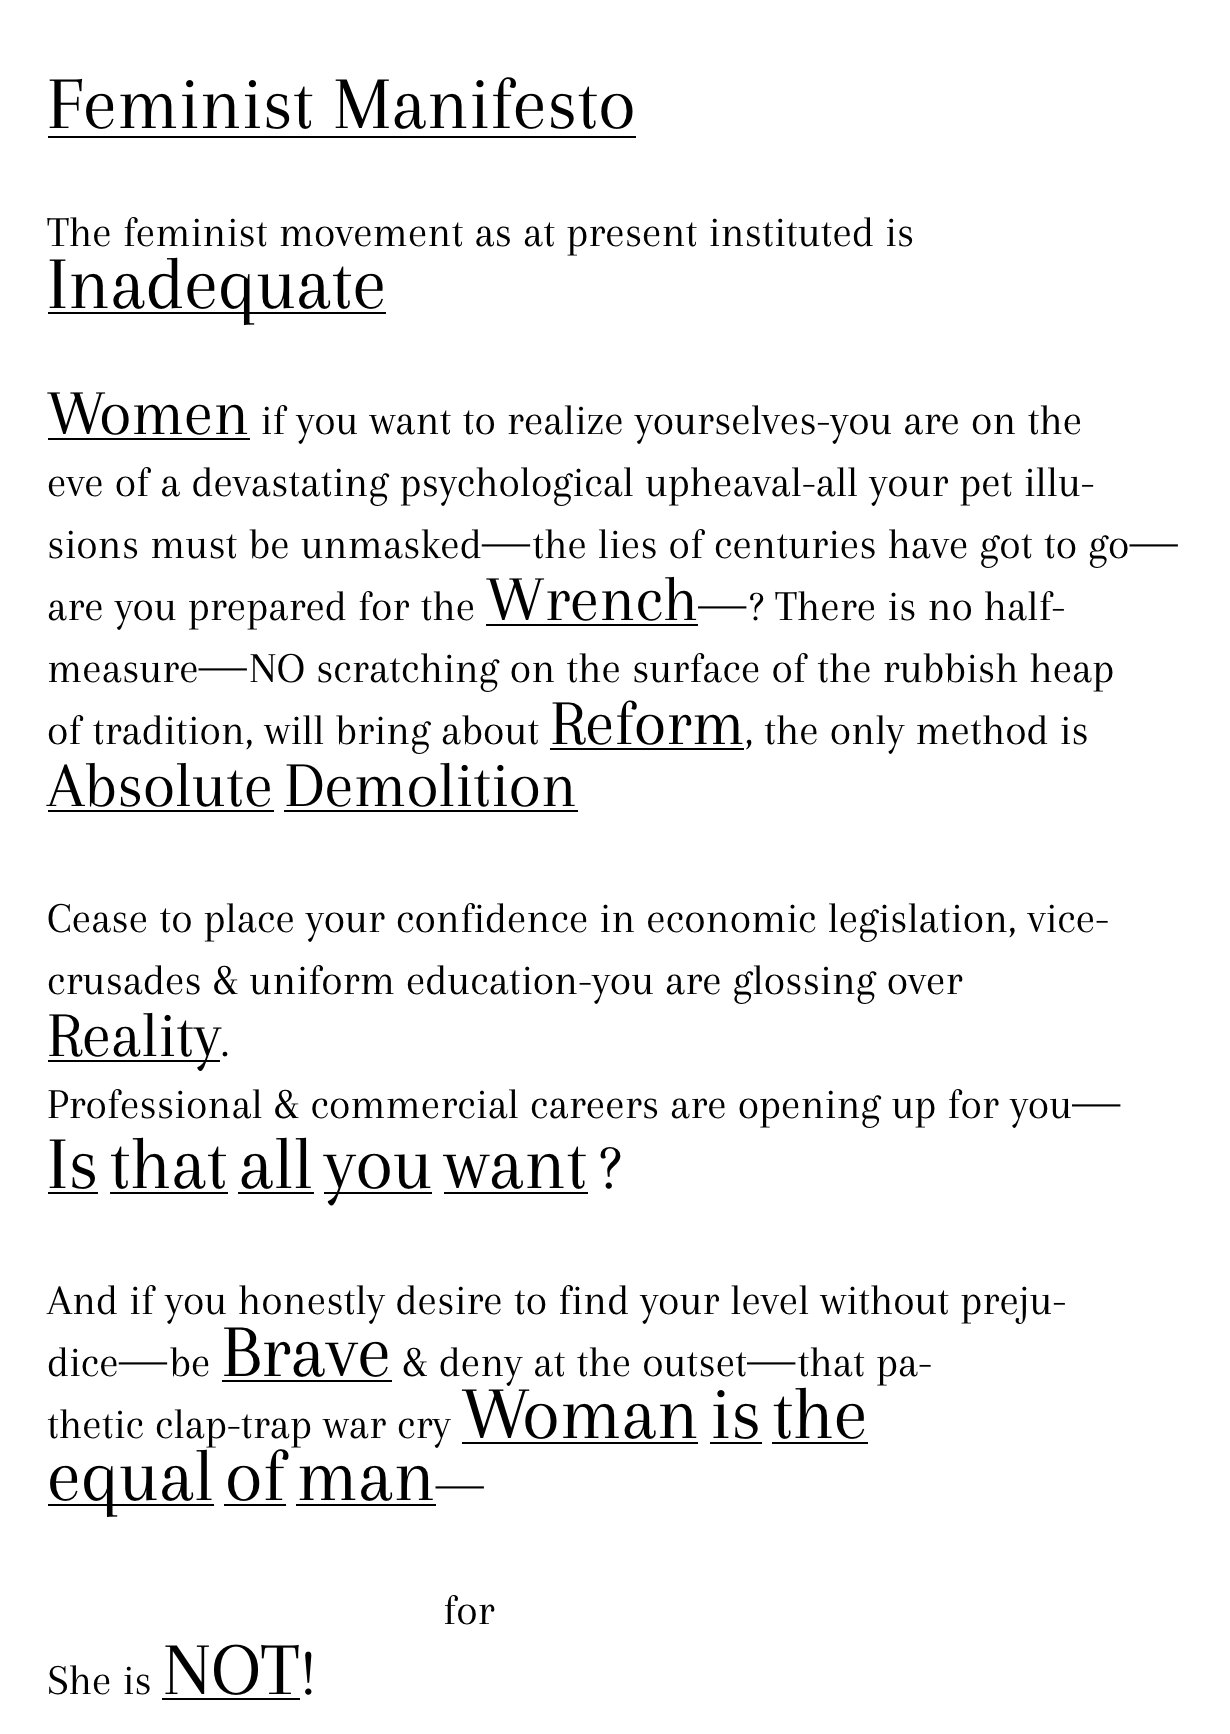 Feminist Manifesto
The feminist movement as at present instituted is
Inadequate
Women if you want to realize yourselves-you are on the
eve of a devastating psychological upheaval-all your pet illu-
sions must be unmasked—the lies of centuries have got to go—
are you prepared for the Wrench—? There is no half-
measure—NO scratching on the surface of the rubbish heap
of tradition, will bring about Reform, the only method is
Absolute Demolition
Cease to place your confidence in economic legislation, vice-
crusades & uniform education-you are glossing over
Reality.
Professional & commercial careers are opening up for you—
Is that all you want ?
And if you honestly desire to find your level without preju-
dice—be Brave & deny at the outset—that pa-
thetic clap-trap war cry Woman is the
equal of man—
for
She is NOT!